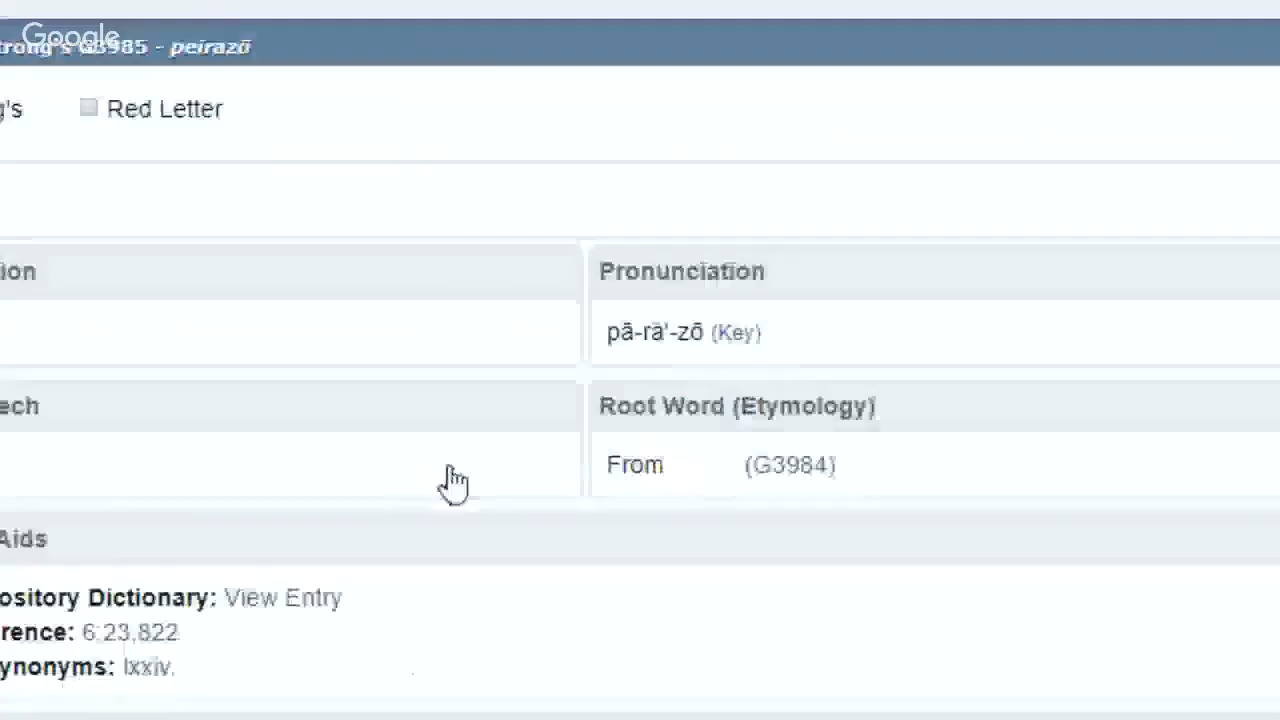 Google
trong's G3985 - peirazō
g's Red Letter
ion Pronunciation
pā-rä'-zō (Key)
ech Root Word (Etymology)
From (G3984)
Aids
ository Dictionary: View Entry
rence: 6:23,822
ynonyms: lxxiv.